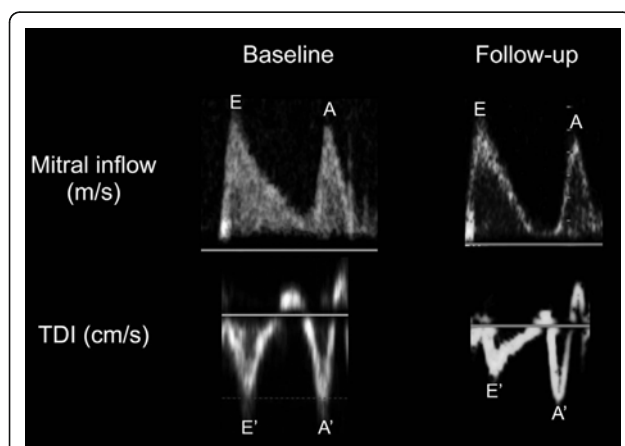 Baseline
Follow-up
Mitral inflow
(m/s)
E
A
E
A
TDI (cm/s)
E'
A'
E'
A'